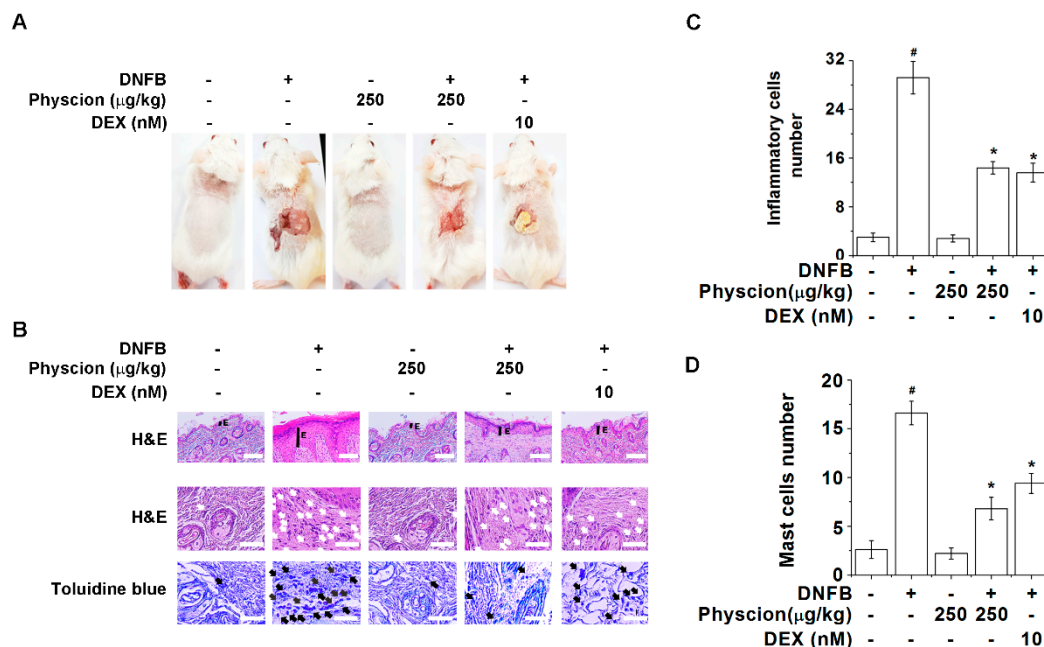 A
DNFB - + - + +
Physcion (μg/kg) - - 250 250 -
DEX (nM) - - - - 10
B
DNFB - + - + +
Physcion (μg/kg) - - 250 250 -
DEX (nM) - - - - 10
H&E E E E E E
H&E
Toluidine blue
C
Inflammatory cells
number
32
24
16
8
0
# * *
DNFB - + - + +
Physcion(μg/kg) - - 250 250 -
DEX (nM) - - - - 10
D
Mast cells number
20
15
10
5
0
# * *
DNFB - + - + +
Physcion(μg/kg) - - 250 250 -
DEX (nM) - - - - 10